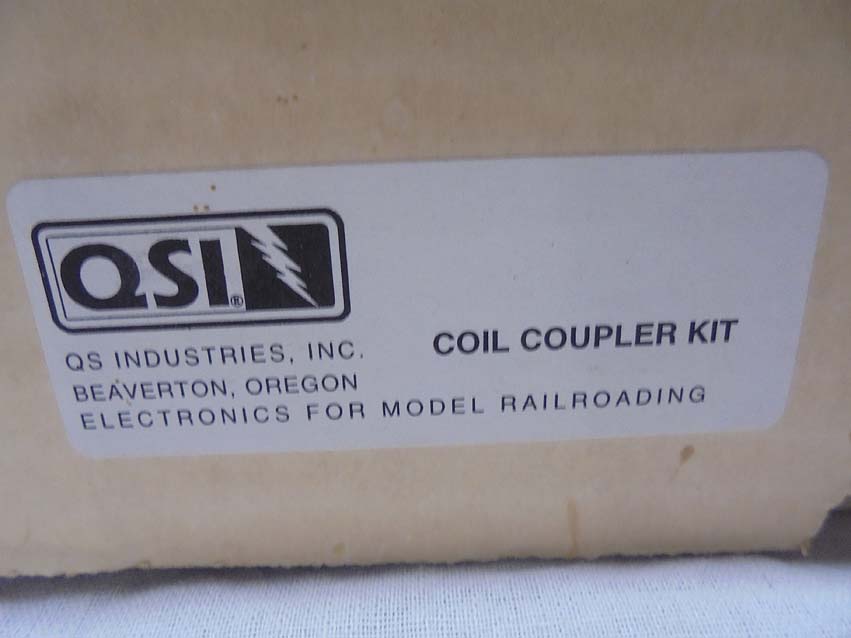 QSI®
QS INDUSTRIES, INC.
BEAVERTON, OREGON
COIL COUPLER KIT
ELECTRONICS FOR MODEL RAILROADING